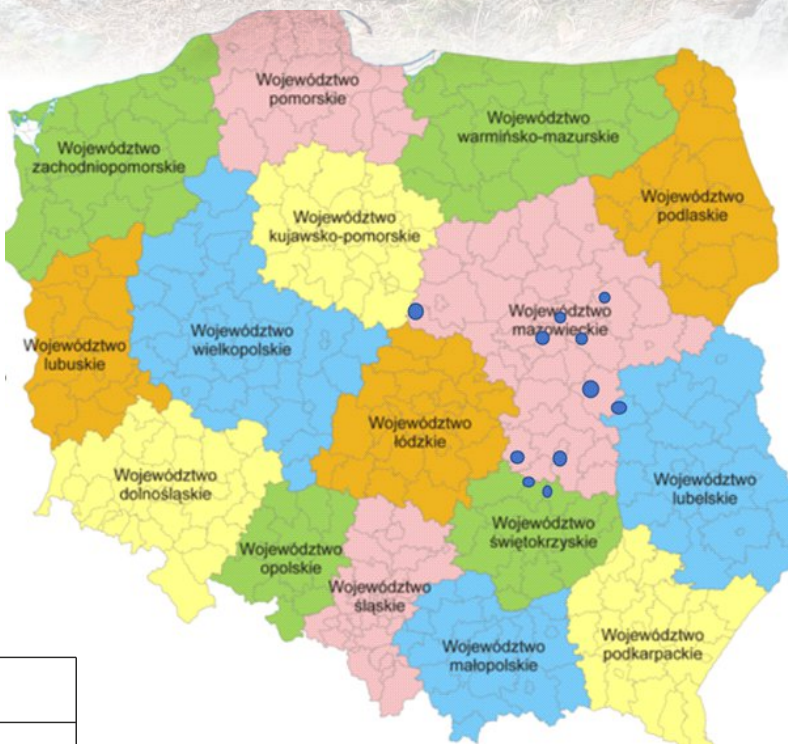 Województwo
pomorskie
Województwo
warmińsko-mazurskie
Województwo
zachodniopomorskie
Województwo
podlaskie
Województwo
kujawsko-pomorskie
Województwo
mazowieckie
Województwo
wielkopolskie
Województwo
lubuskie
Województwo
łódzkie
Województwo
dolnośląskie
Województwo
lubelskie
Województwo
świętokrzyskie
Województwo
opolskie
Województwo
śląskie
Województwo
podkarpackie
Województwo
małopolskie